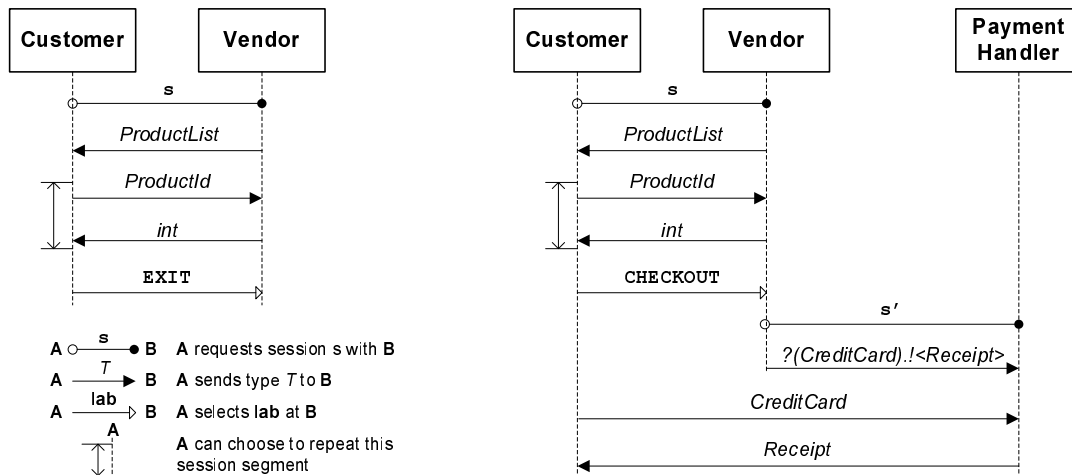 Customer
Vendor
s
ProductList
ProductId
int
EXIT
A s B A requests session s with B
A T B A sends type T to B
A lab B A selects lab at B
A
A can choose to repeat this
session segment
Customer
Vendor
Payment
Handler
s
ProductList
ProductId
int
CHECKOUT
s'
?(CreditCard).!<Receipt>
CreditCard
Receipt